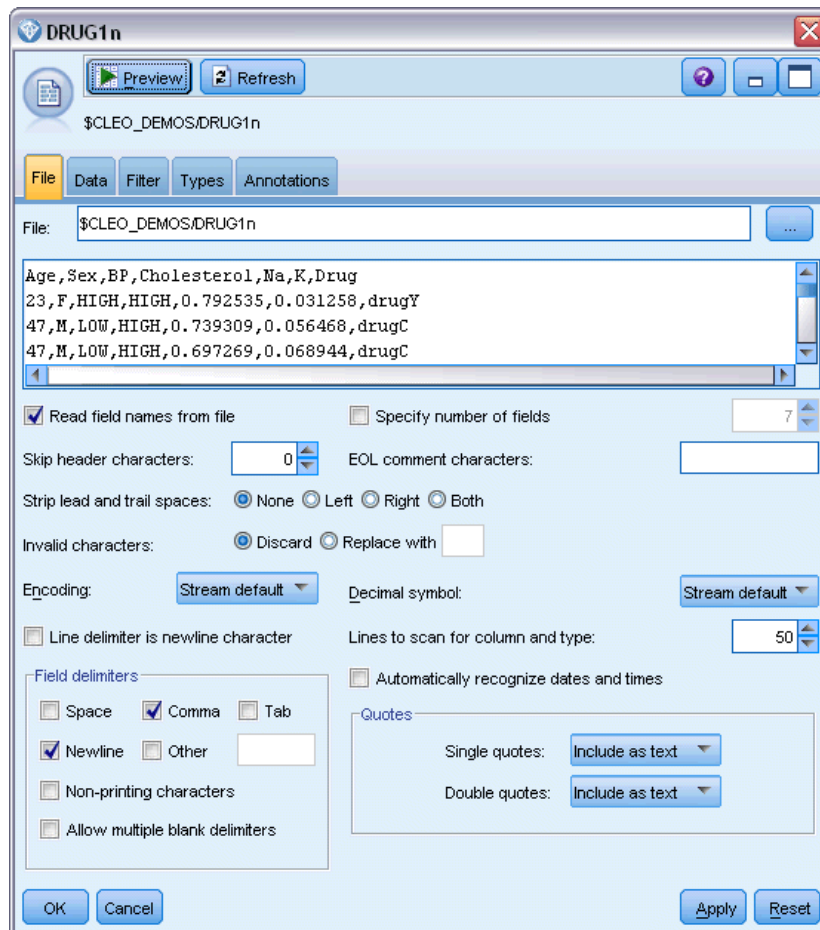 DRUG1n
Preview Refresh ?
$CLEO_DEMOS/DRUG1n
File Data Filter Types Annotations
File: $CLEO_DEMOS/DRUG1n ...
Age,Sex,BP,Cholesterol,Na,K,Drug
23,F,HIGH,HIGH,0.792535,0.031258,drugY
47,M,LOW,HIGH,0.739309,0.056468,drugC
47,M,LOW,HIGH,0.697269,0.068944,drugC
Read field names from file Specify number of fields 7
Skip header characters: 0 EOL comment characters:
Strip lead and trail spaces: None Left Right Both
Invalid characters: Discard Replace with
Encoding: Stream default Decimal symbol: Stream default
Line delimiter is newline character Lines to scan for column and type: 50
Field delimiters Automatically recognize dates and times
Space Comma Tab Quotes
Newline Other Single quotes: Include as text
Non-printing characters Double quotes: Include as text
Allow multiple blank delimiters
OK Cancel Apply Reset